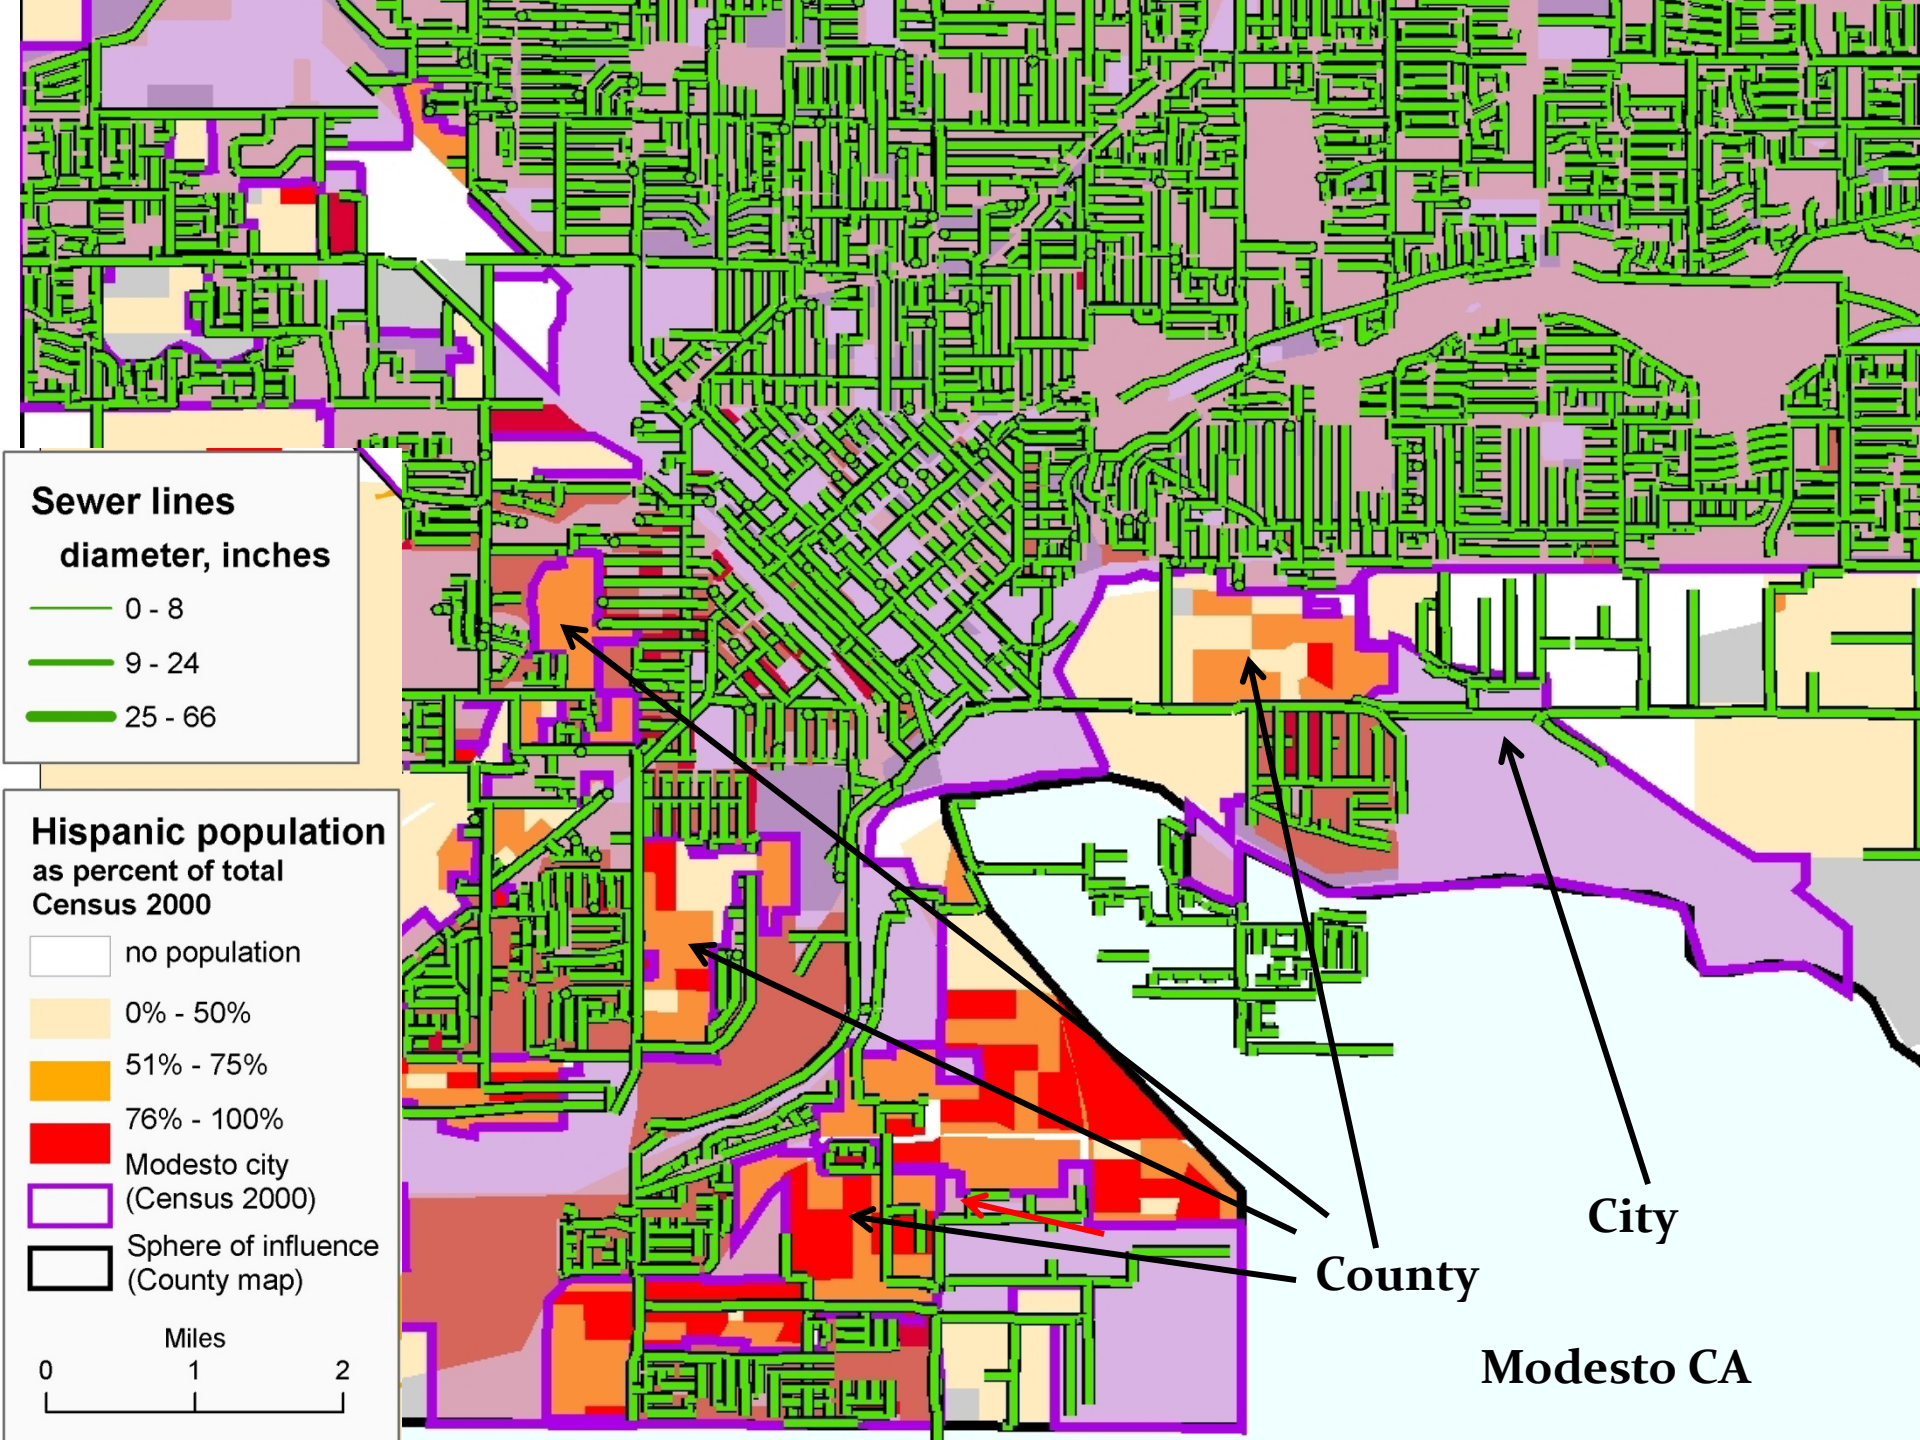 Sewer lines
diameter, inches
0 - 8
9 - 24
25 - 66
Hispanic population
as percent of total
Census 2000
no population
0% - 50%
51% - 75%
76% - 100%
Modesto city
(Census 2000)
Sphere of influence
(County map)
Miles
0 1 2
City
County
Modesto CA